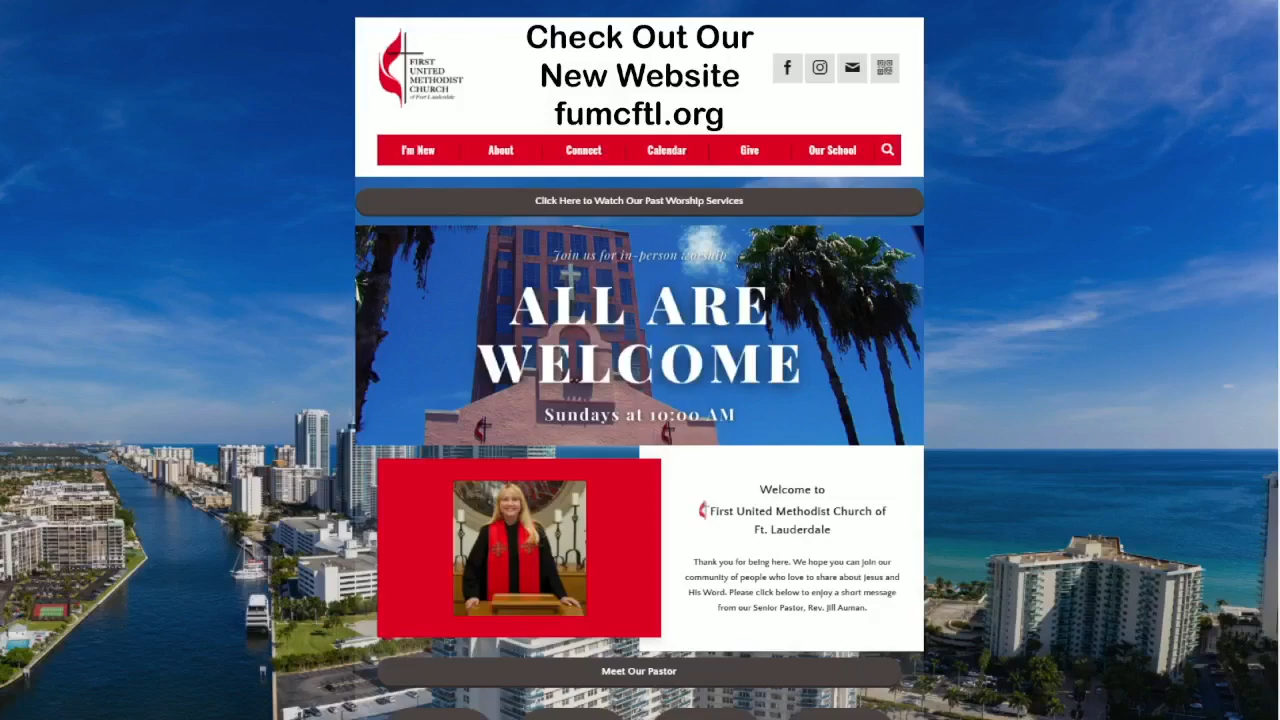 Check Out Our
New Website
fumcftl.org
FIRST
UNITED
METHODIST
CHURCH
of Fort Lauderdale
I'm New
About
Connect
Calendar
Give
Our School
Click Here to Watch Our Past Worship Services
Join us for in-person worship
ALL ARE
WELCOME
Sundays at 10:00 AM
Welcome to
First United Methodist Church of
Ft. Lauderdale
Thank you for being here. We hope you can join our
community of people who love to share about Jesus and
His Word. Please click below to enjoy a short message
from our Senior Pastor, Rev. Jill Auman.
Meet Our Pastor